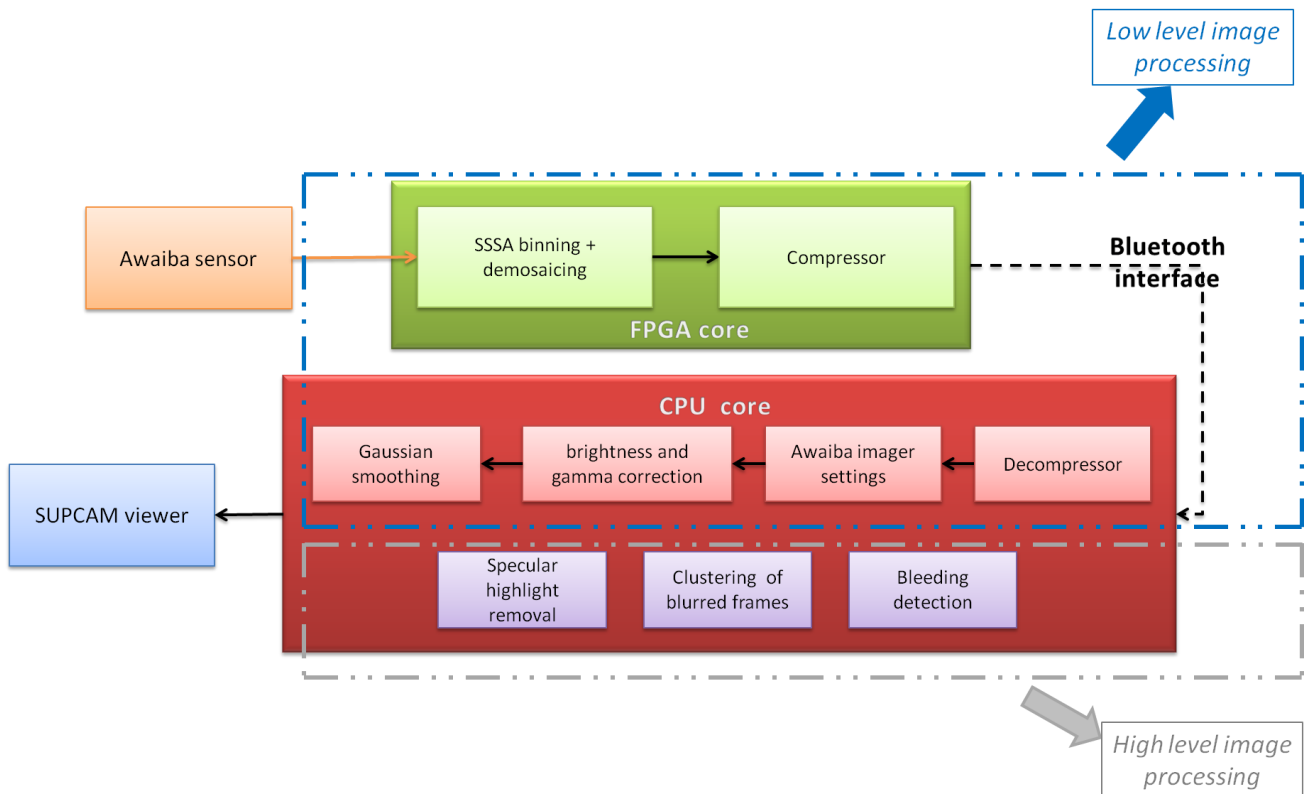 Low level image
processing
Awaiba sensor
SSSA binning +
demosaicing
Compressor
Bluetooth
interface
FPGA core
CPU core
Gaussian
smoothing
brightness and
gamma correction
Awaiba imager
settings
Decompressor
SUPCAM viewer
Specular
highlight
removal
Clustering of
blurred frames
Bleeding
detection
High level image
processing